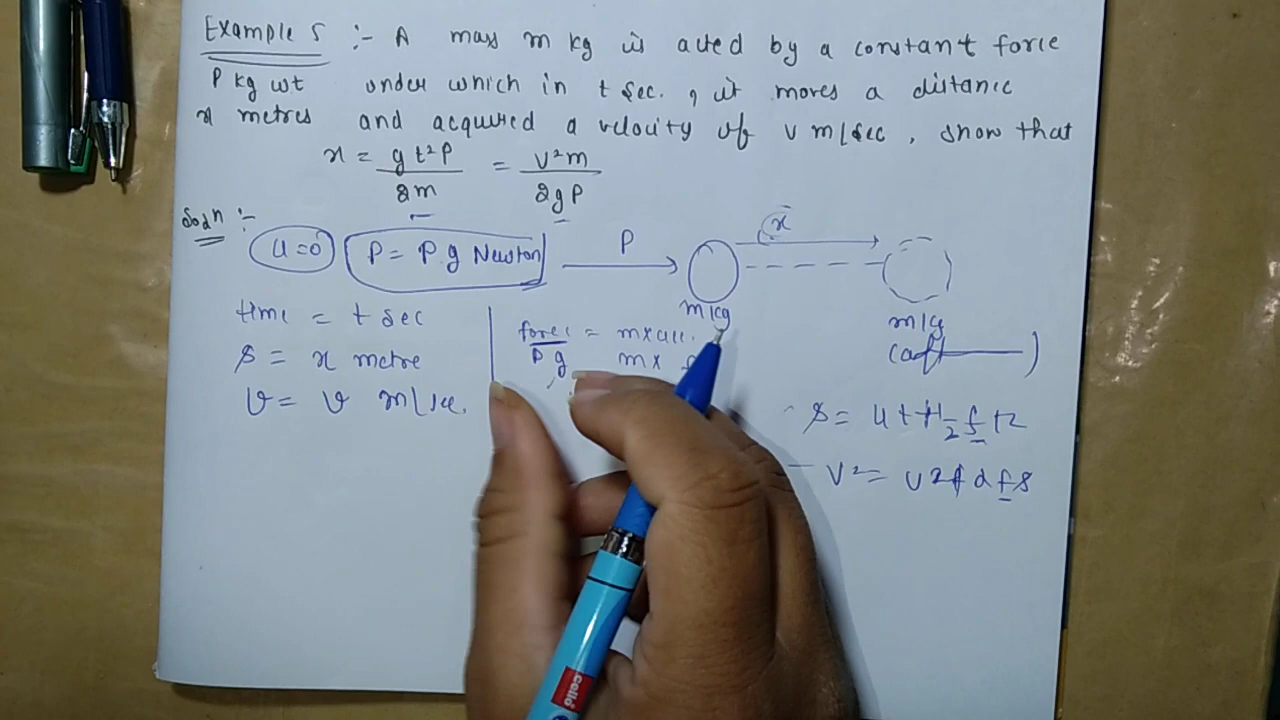 Example 5 :- A mass m kg is acted by a constant force
P kg wt under which in t sec., it moves a distance
x metres and acquired a velocity of v m/sec, show that
x = g t²P / 2m = v²m / 2gP
Soln :-
u=0 P = P.g Newton P x
m kg
m kg
time = t sec
force = m×acc.
(aft )
s = x metre
P g m× f
v = v m/sec.
s = ut + 1/2 f t2
v² = u2 + 2fs
cello